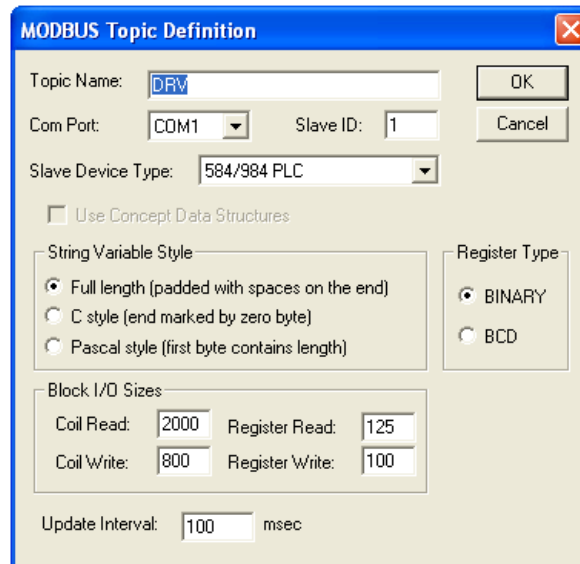 MODBUS Topic Definition
Topic Name: DRV OK
Com Port: COM1 Slave ID: 1 Cancel
Slave Device Type: 584/984 PLC
Use Concept Data Structures
String Variable Style Register Type
Full length (padded with spaces on the end) BINARY
C style (end marked by zero byte) BCD
Pascal style (first byte contains length)
Block I/O Sizes
Coil Read: 2000 Register Read: 125
Coil Write: 800 Register Write: 100
Update Interval: 100 msec